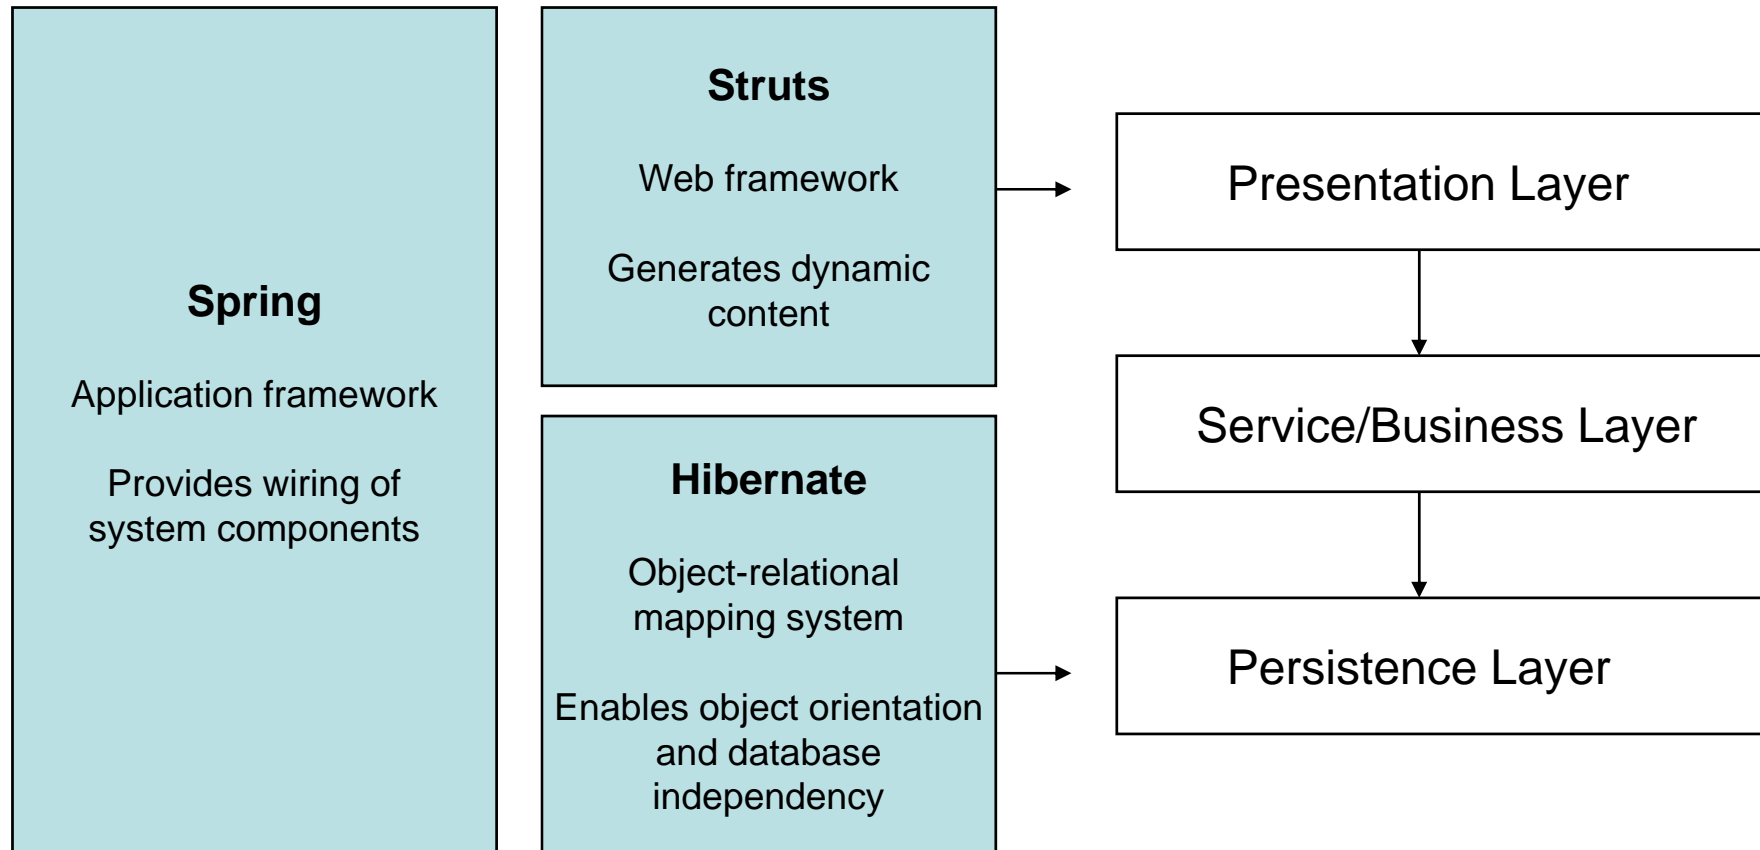 Spring
Application framework
Provides wiring of
system components
Struts
Web framework
Generates dynamic
content
Hibernate
Object-relational
mapping system
Enables object orientation
and database
independency
Presentation Layer
Service/Business Layer
Persistence Layer